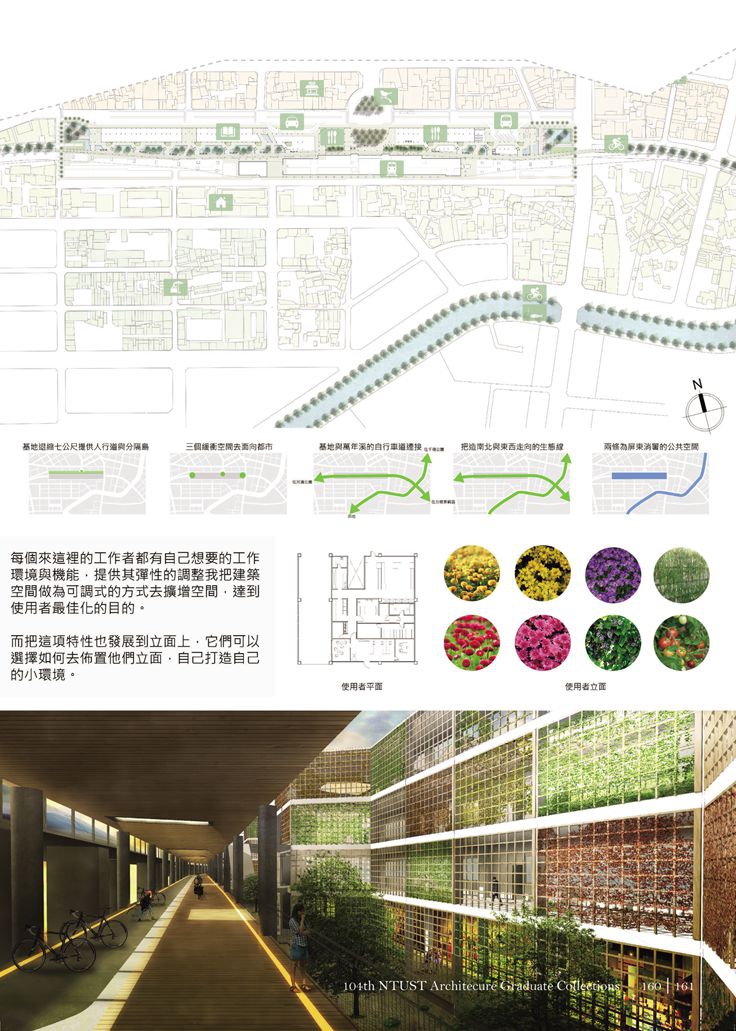 N
基地退縮七公尺提供人行道與分隔島
三個緩衝空間去面向都市
基地與萬年溪的自行車道連接
把造南北與東西走向的生態線
兩條為屏東消暑的公共空間
每個來這裡的工作者都有自己想要的工作
環境與機能，提供其彈性的調整我把建築
空間做為可調式的方式去擴增空間，達到
使用者最佳化的目的。
而把這項特性也發展到立面上，它們可以
選擇如何去佈置他們立面，自己打造自己
的小環境。
使用者平面
使用者立面
104th NTUST Architecure Graduate Collections 160 | 161